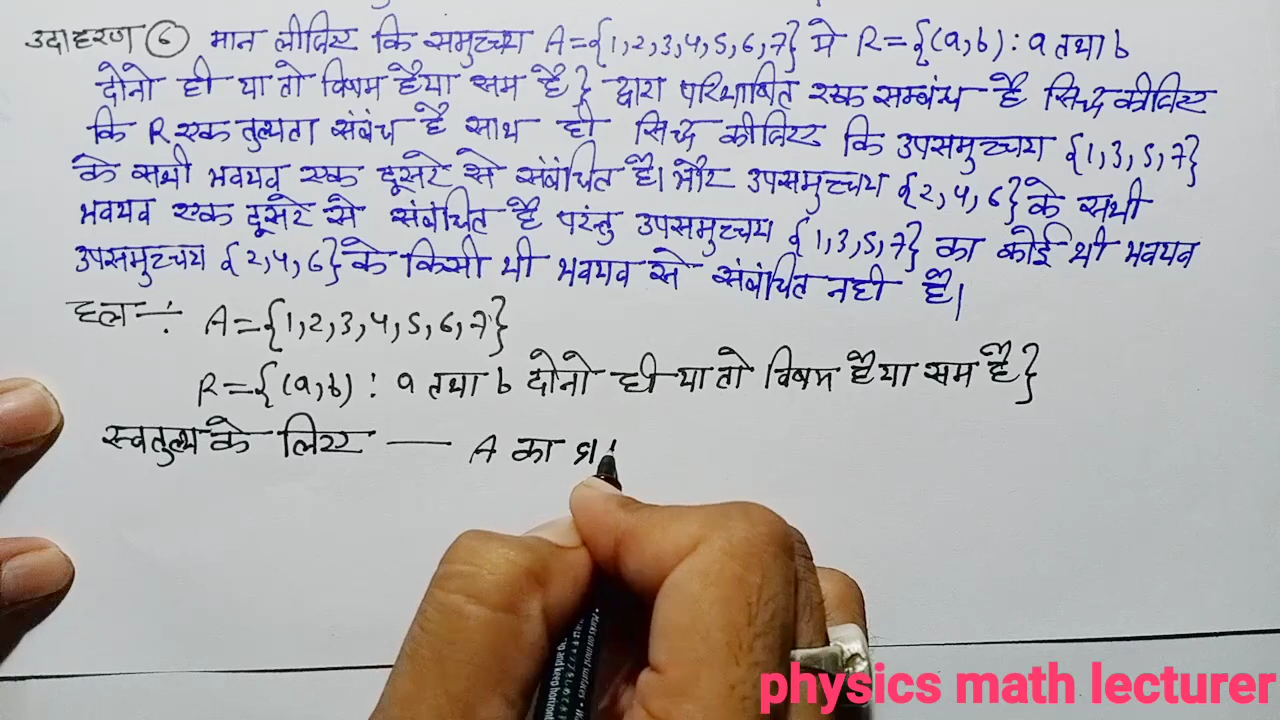 उदाहरण ⑥ मान लीजिए कि समुच्चय A={1,2,3,4,5,6,7} मे R={(a,b) : a तथा b
दोनो ही या तो विषम है या सम है} द्वारा परिभाषित एक सम्बंध है सिद्ध कीजिए
कि R एक तुल्यता संबंध है साथ ही सिद्ध कीजिए कि उपसमुच्चय {1,3,5,7}
के सभी अवयव एक दूसरे से संबंधित है। और उपसमुच्चय {2,4,6} के सभी
अवयव एक दूसरे से संबंधित है परंतु उपसमुच्चय {1,3,5,7} का कोई भी अवयव
उपसमुच्चय {2,4,6} के किसी भी अवयव से संबंधित नही है।
हल ÷ A={1,2,3,4,5,6,7}
R={(a,b) : a तथा b दोनो ही या तो विषम है या सम है}
स्वतुल्य के लिए — A का
physics math lecturer